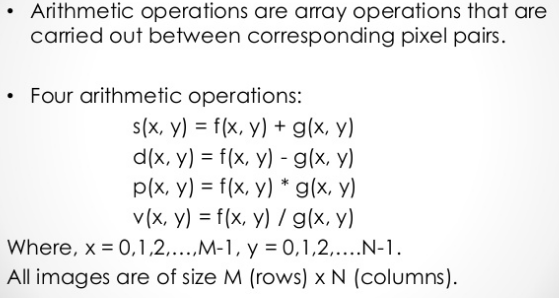 • Arithmetic operations are array operations that are
carried out between corresponding pixel pairs.
• Four arithmetic operations:
s(x, y) = f(x, y) + g(x, y)
d(x, y) = f(x, y) - g(x, y)
p(x, y) = f(x, y) * g(x, y)
v(x, y) = f(x, y) / g(x, y)
Where, x = 0,1,2,...,M-1, y = 0,1,2,....N-1.
All images are of size M (rows) x N (columns).